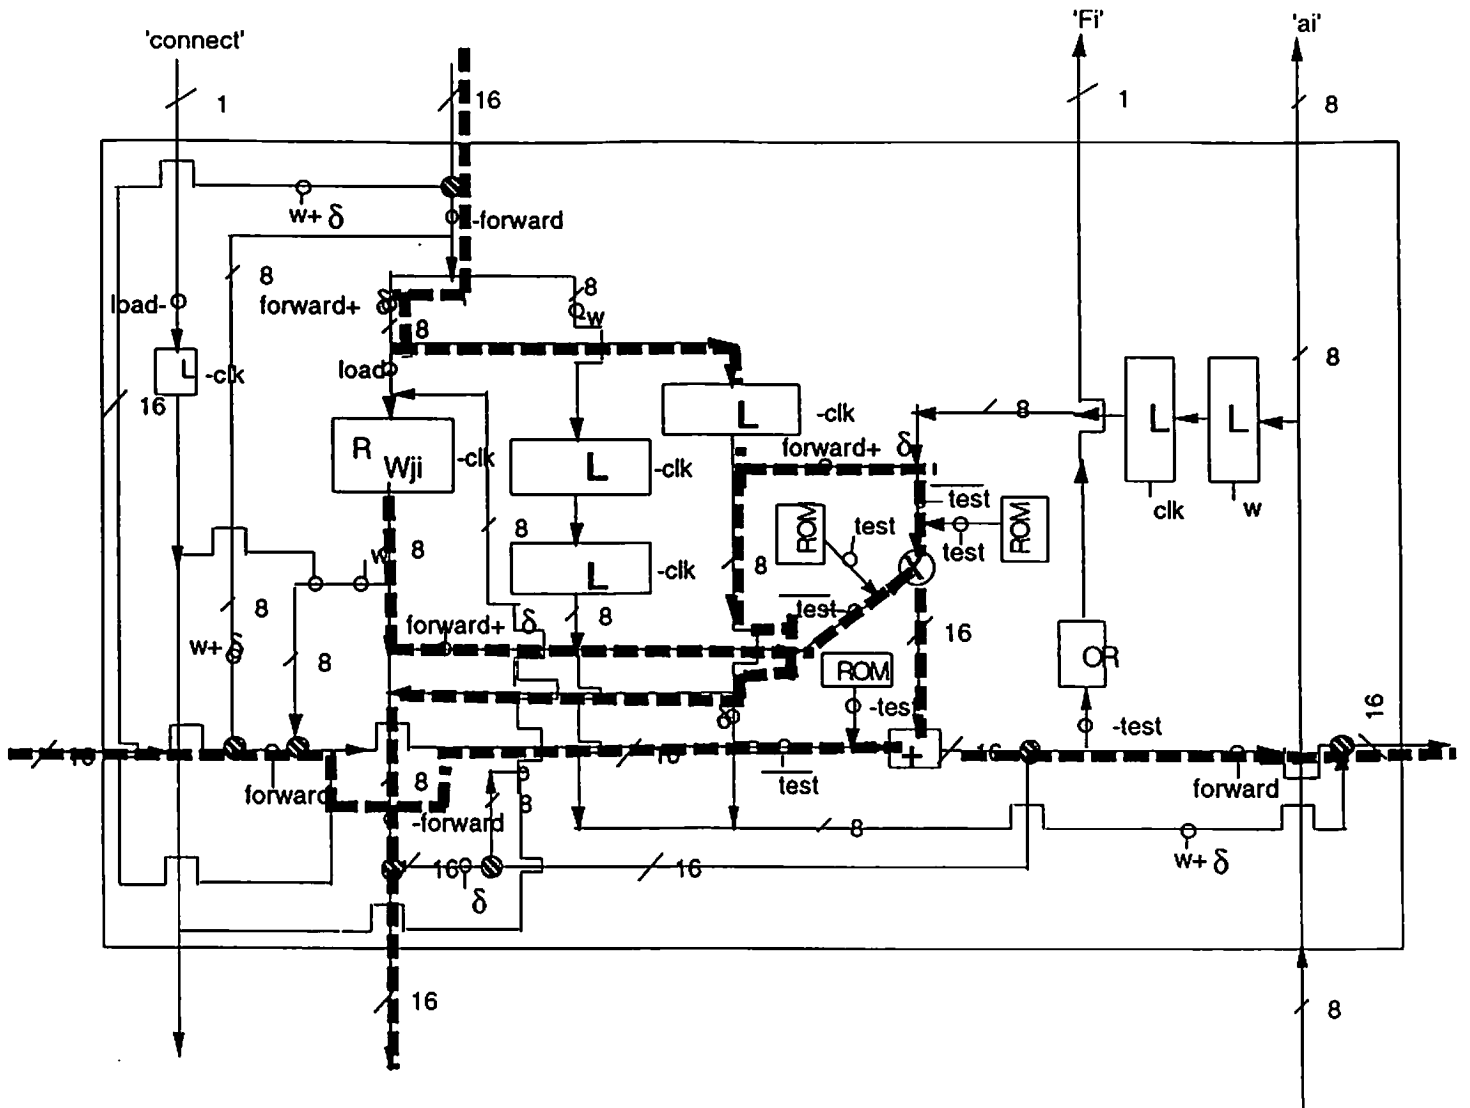 'connect'
'Fi'
'ai'
1
16
1
8
w+ δ
-forward
8
8
load-
forward+ δ
8
w
8
L
-clk
load
16
L
-clk
8
L
L
R
Wji
-clk
L
-clk
forward+ δ
test
clk
w
ROM
test
ROM
test
8
w
8
8
L
-clk
8
X
8
8
test
16
w+ δ
8
forward+ δ
ROM
OR
-test
-test
δ
16
16
16
+
16
forward
8
8
test
forward
-forward
8
16
16
w+ δ
δ
16
8